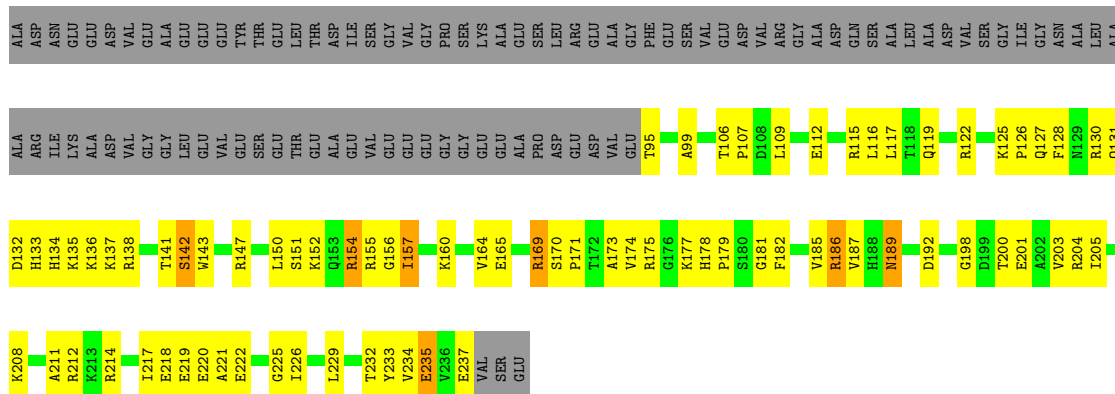 ALA ASP ASN GLU GLU ASP VAL GLU ALA GLU GLU TYR THR GLU LEU THR ASP ILE SER GLY VAL GLY PRO SER LYS ALA GLU SER LEU ARG GLU ALA GLY PHE GLU SER VAL GLU ASP VAL ARG GLY ALA ASP GLN SER ALA LEU ALA ASP VAL SER GLY ILE GLY ASN ALA LEU ALA
ALA ARG ILE LYS ALA ASP VAL GLY GLY LEU GLU VAL GLU SER GLU THR GLU ALA GLU VAL GLU GLU GLU GLY GLY GLU GLU ALA PRO ASP GLU ASP VAL GLU T95 A99 T106 P107 D108 L109 E112 R115 L116 L117 T118 Q119 R122 K125 P126 Q127 F128 N129 R130 Q131
D132 H133 H134 K135 K136 K137 R138 T141 S142 W143 R147 L150 S151 K152 Q153 R154 R155 G156 I157 K160 V164 E165 R169 S170 P171 T172 A173 V174 R175 G176 K177 H178 P179 S180 G181 F182 V185 R186 V187 H188 N189 D192 G198 D199 T200 E201 A202 V203 R204 I205
K208 A211 R212 K213 R214 I217 E218 E219 E220 A221 E222 G225 I226 L229 T232 Y233 V234 E235 V236 E237 VAL SER GLU